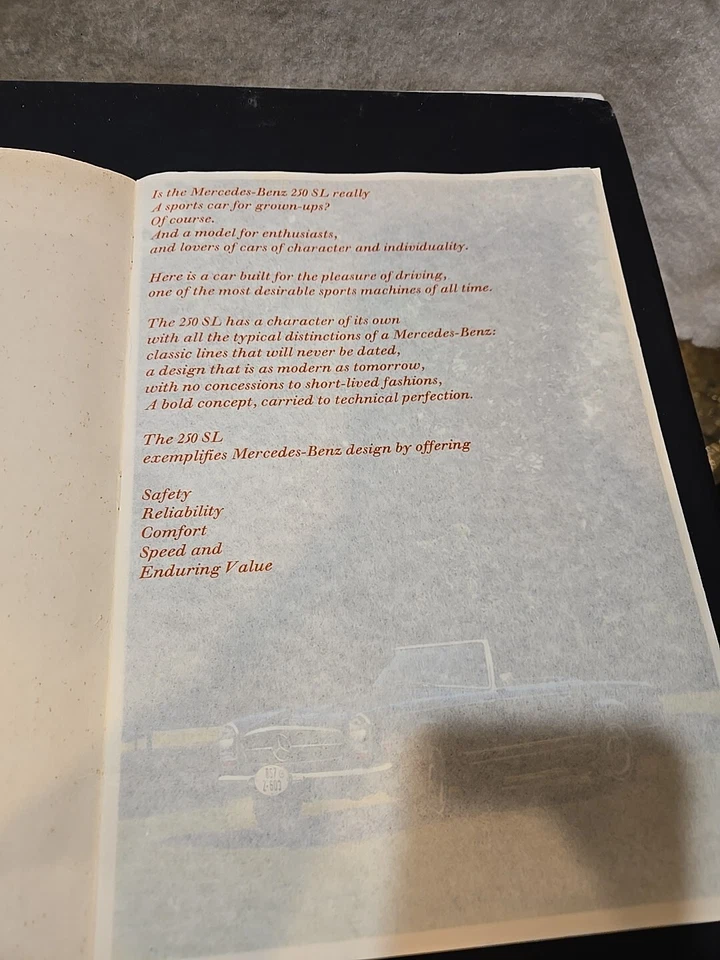 Is the Mercedes-Benz 250 SL really
A sports car for grown-ups?
Of course.
And a model for enthusiasts,
and lovers of cars of character and individuality.
Here is a car built for the pleasure of driving,
one of the most desirable sports machines of all time.
The 250 SL has a character of its own
with all the typical distinctions of a Mercedes-Benz:
classic lines that will never be dated,
a design that is as modern as tomorrow,
with no concessions to short-lived fashions,
A bold concept, carried to technical perfection.
The 250 SL
exemplifies Mercedes-Benz design by offering
Safety
Reliability
Comfort
Speed and
Enduring Value